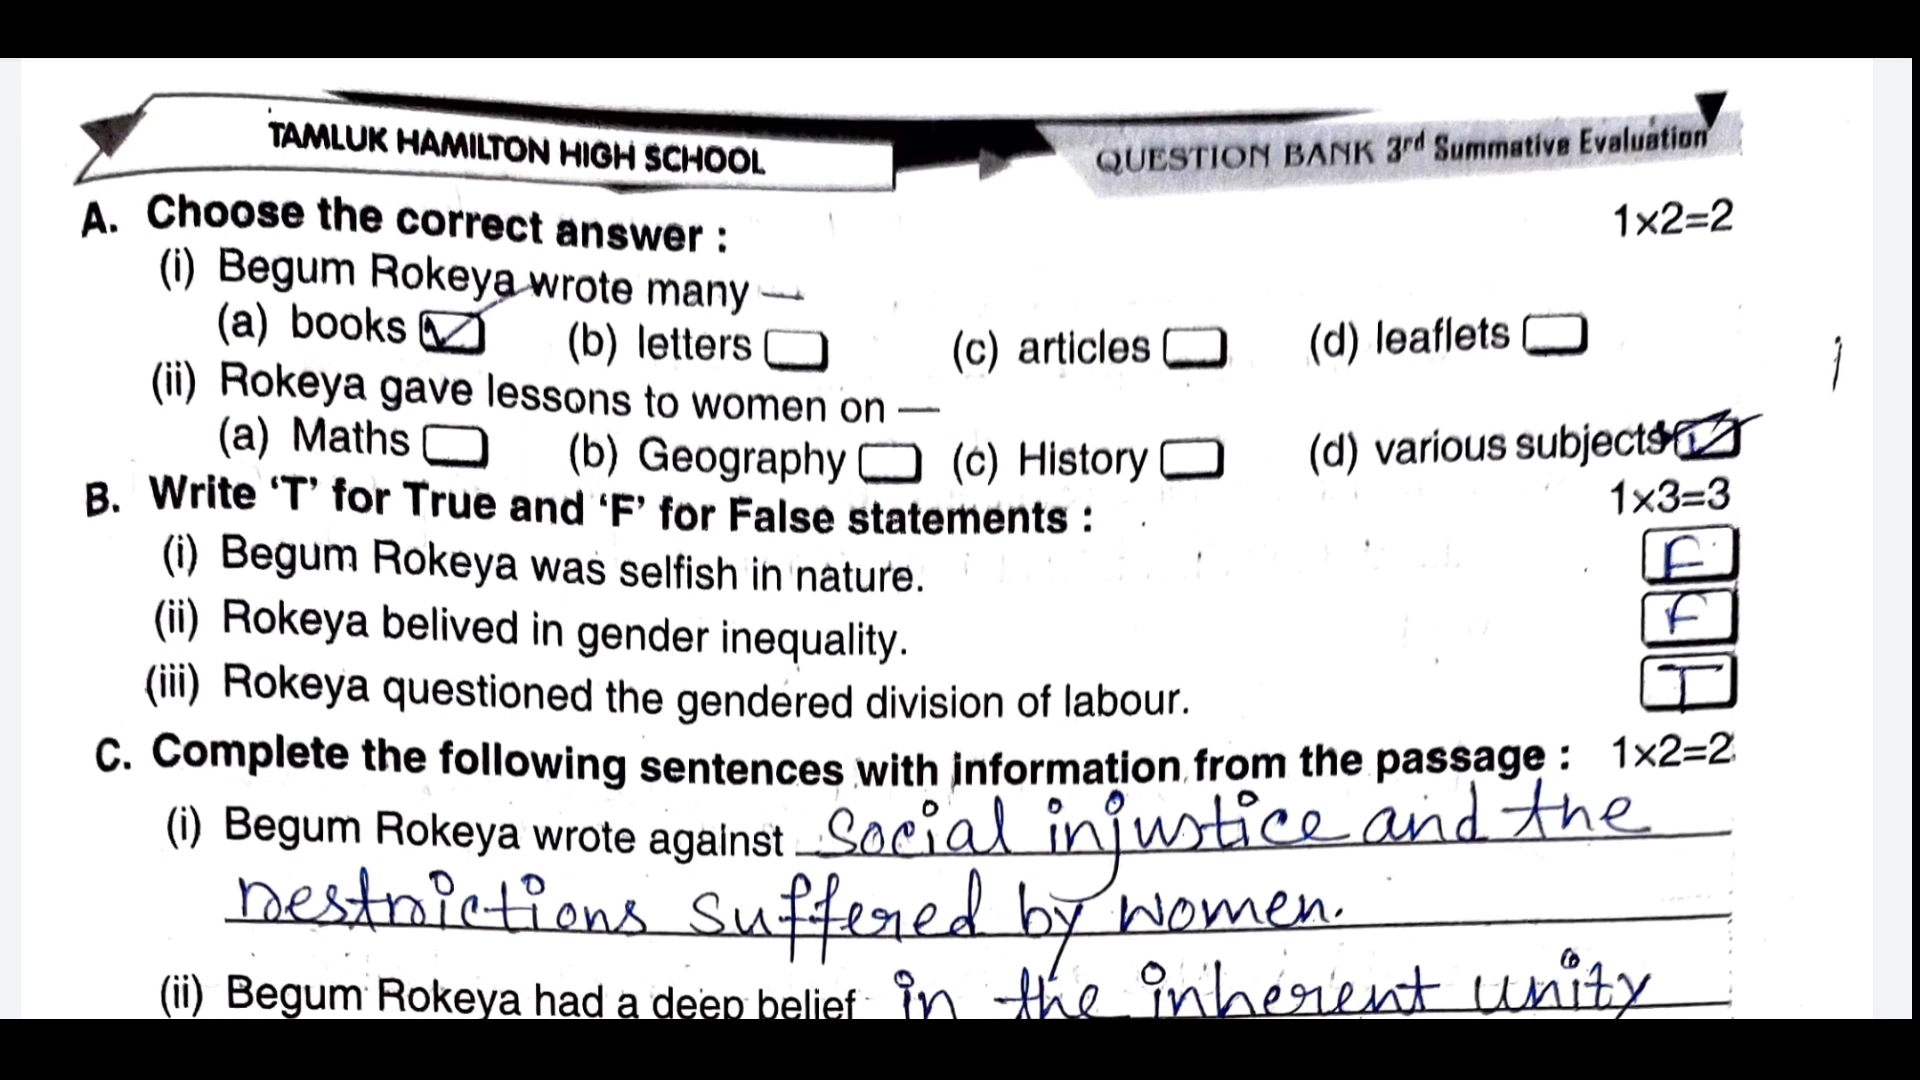 TAMLUK HAMILTON HIGH SCHOOL
QUESTION BANK 3rd Summative Evaluation
A. Choose the correct answer : 1×2=2
(i) Begum Rokeya wrote many —
(a) books (b) letters (c) articles (d) leaflets
(ii) Rokeya gave lessons to women on —
(a) Maths (b) Geography (c) History (d) various subjects
B. Write ‘T’ for True and ‘F’ for False statements : 1×3=3
(i) Begum Rokeya was selfish in nature. F
(ii) Rokeya belived in gender inequality. F
(iii) Rokeya questioned the gendered division of labour. T
C. Complete the following sentences with information from the passage : 1×2=2
(i) Begum Rokeya wrote against Social injustice and the
restrictions suffered by women.
(ii) Begum Rokeya had a deep belief in the inherent unity